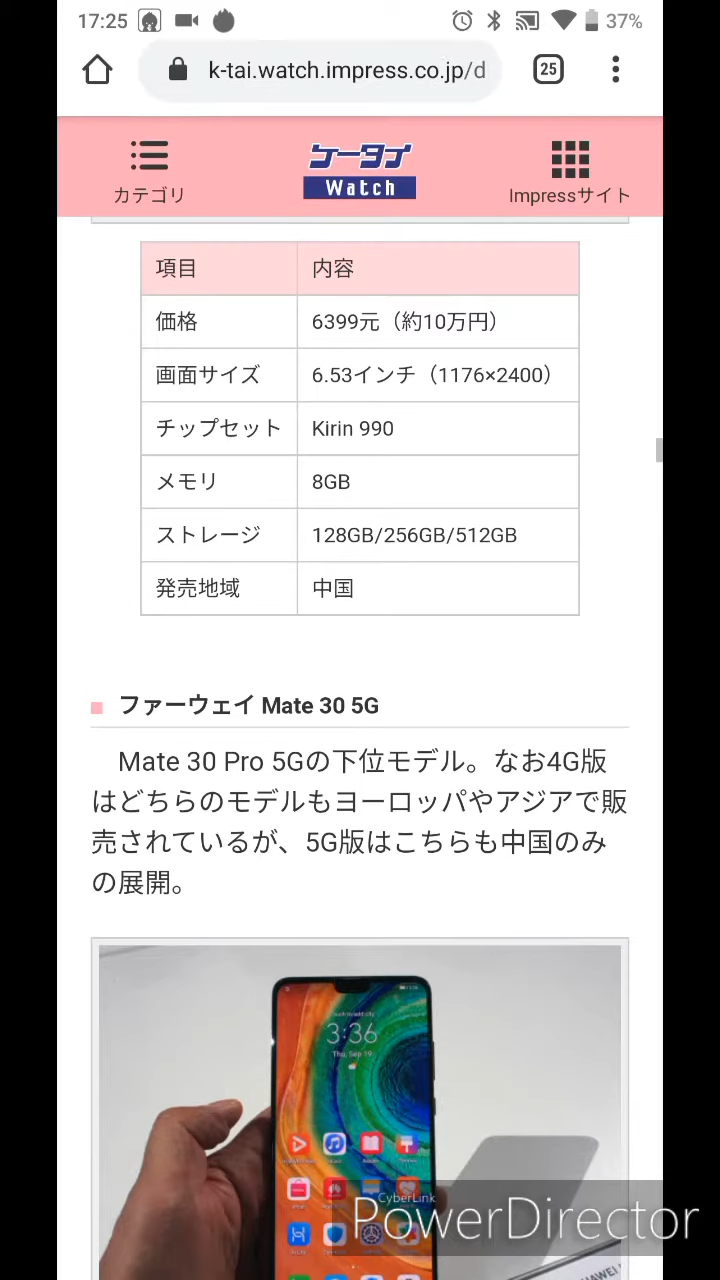 17:25
37%
k-tai.watch.impress.co.jp/d
25
カテゴリ
ケータイ
Watch
Impressサイト
項目 内容
価格 6399元（約10万円）
画面サイズ 6.53インチ（1176×2400）
チップセット Kirin 990
メモリ 8GB
ストレージ 128GB/256GB/512GB
発売地域 中国
ファーウェイ Mate 30 5G
Mate 30 Pro 5Gの下位モデル。なお4G版
はどちらのモデルもヨーロッパやアジアで販
売されているが、5G版はこちらも中国のみ
の展開。
3:36
Thu, Sep 19
CyberLink
PowerDirector
HUAWEI